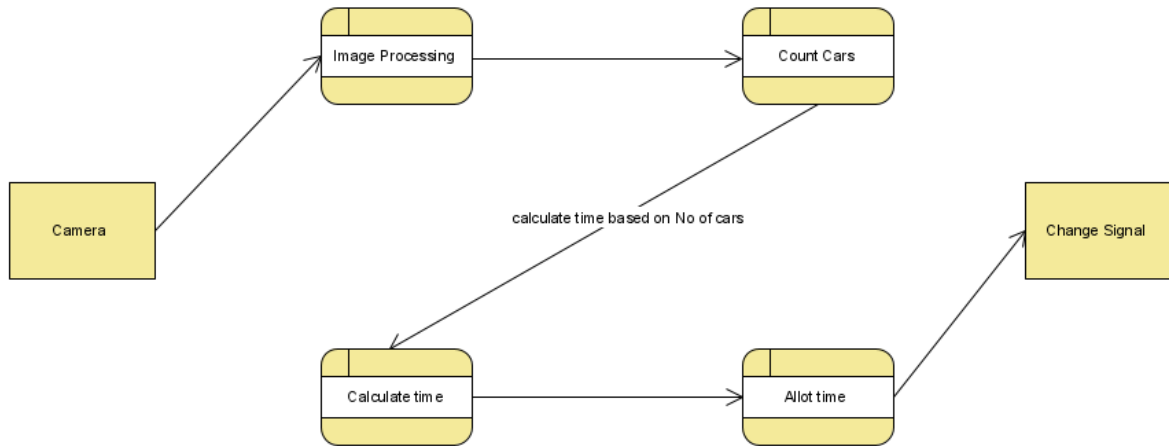 Image Processing
Count Cars
Camera
calculate time based on No of cars
Change Signal
Calculate time
Allot time